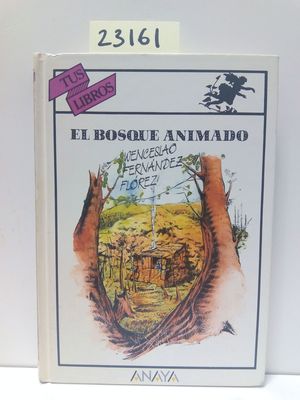 23161
TUS
LIBROS
EL BOSQUE ANIMADO
WENCESLAO
FERNÁNDEZ
FLÓREZ
ANAYA